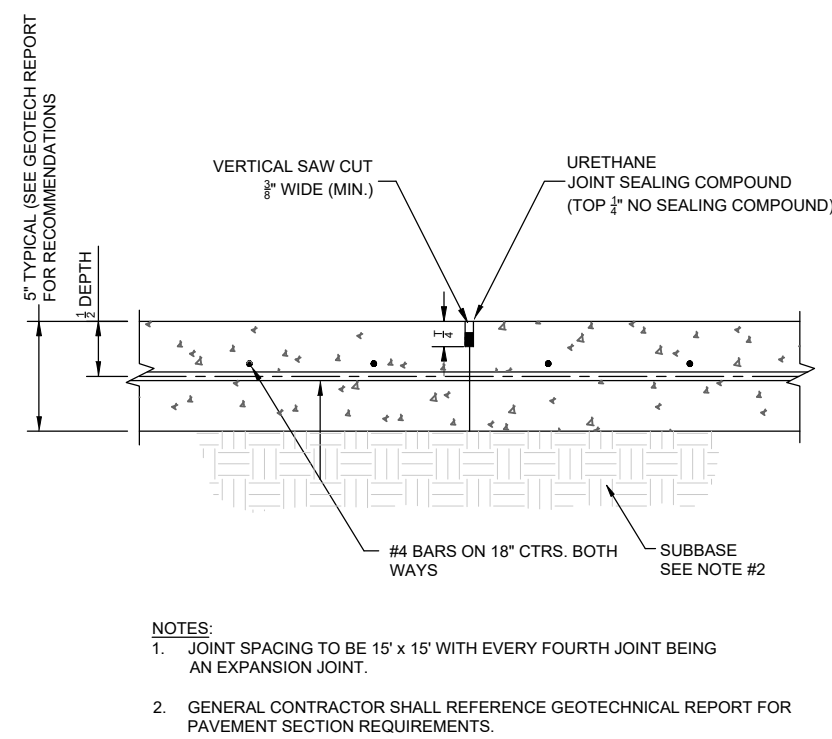 5" TYPICAL (SEE GEOTECH REPORT
FOR RECOMMENDATIONS
1/2 DEPTH
VERTICAL SAW CUT
3/8" WIDE (MIN.)
URETHANE
JOINT SEALING COMPOUND
(TOP 1/4" NO SEALING COMPOUND)
1/4
#4 BARS ON 18" CTRS. BOTH
WAYS
SUBBASE
SEE NOTE #2
NOTES:
1. JOINT SPACING TO BE 15' x 15' WITH EVERY FOURTH JOINT BEING
AN EXPANSION JOINT.
2. GENERAL CONTRACTOR SHALL REFERENCE GEOTECHNICAL REPORT FOR
PAVEMENT SECTION REQUIREMENTS.